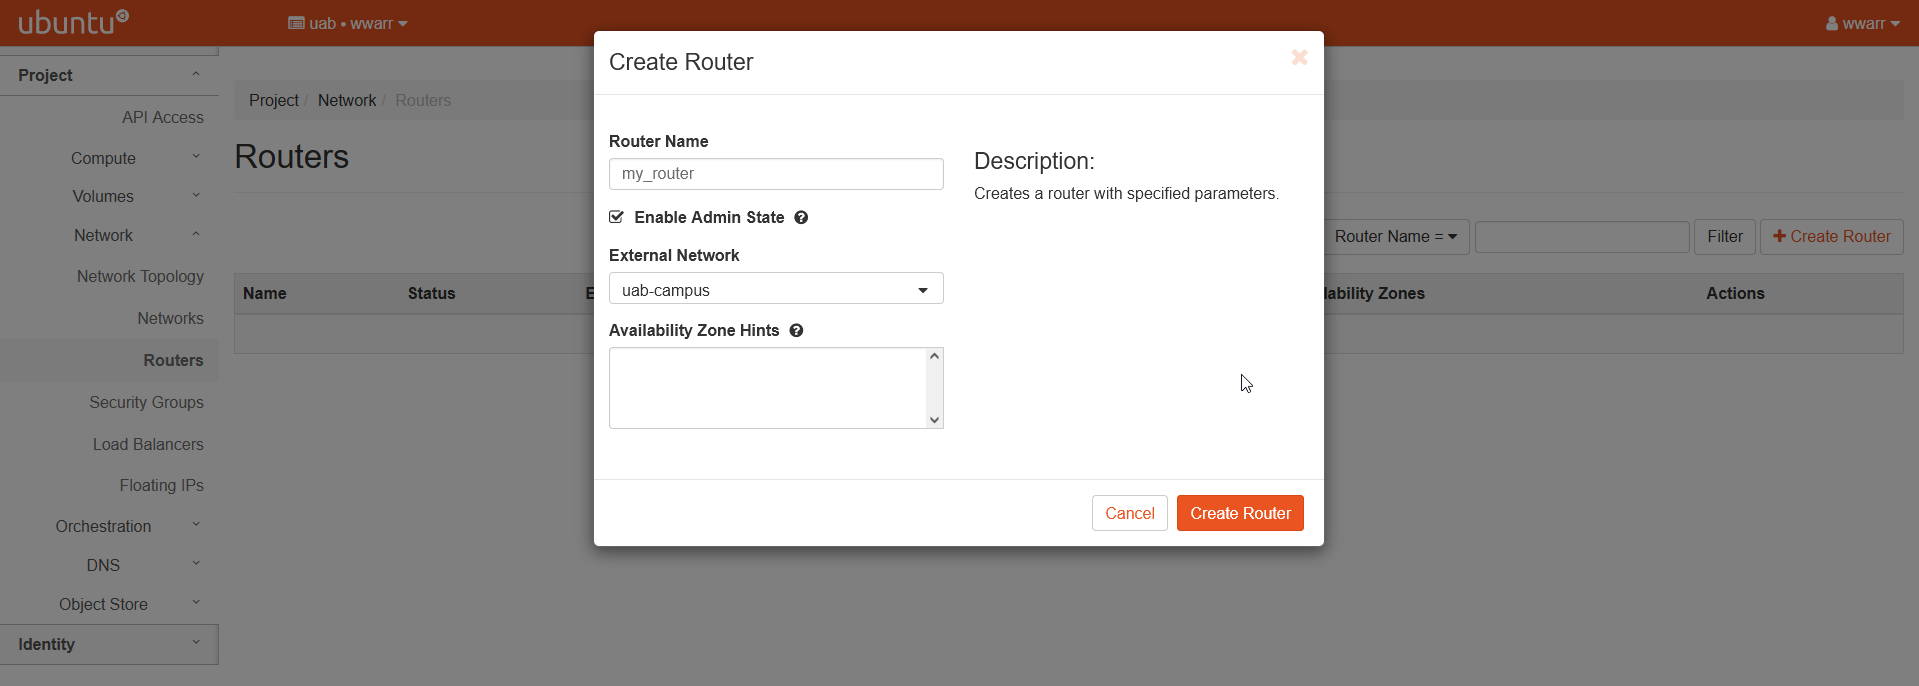 ubuntu
uab • wwarr
wwarr
Project
API Access
Compute
Volumes
Network
Network Topology
Networks
Routers
Security Groups
Load Balancers
Floating IPs
Orchestration
DNS
Object Store
Identity
Project / Network / Routers
Routers
Router Name =
Filter
+ Create Router
Name Status Actions
Create Router
Router Name
my_router
Enable Admin State
External Network
uab-campus
Availability Zone Hints
Description:
Creates a router with specified parameters.
Cancel
Create Router